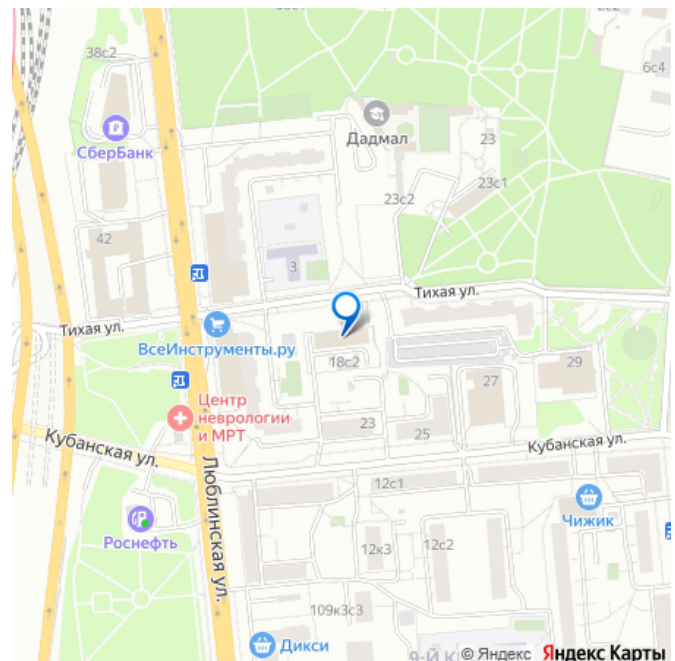 38с2
6с4
СберБанк
Дадмал
23
23с1
23с2
42
3
Тихая ул.
Тихая ул.
ВсеИнструменты.ру
18с2
29
27
Центр
неврологии
и МРТ
23
25
Кубанская ул.
Кубанская ул.
Люблинская ул.
12с1
Чижик
Роснефть
12к3
12с2
109к3с3
Дикси
© Яндекс Яндекс Карты